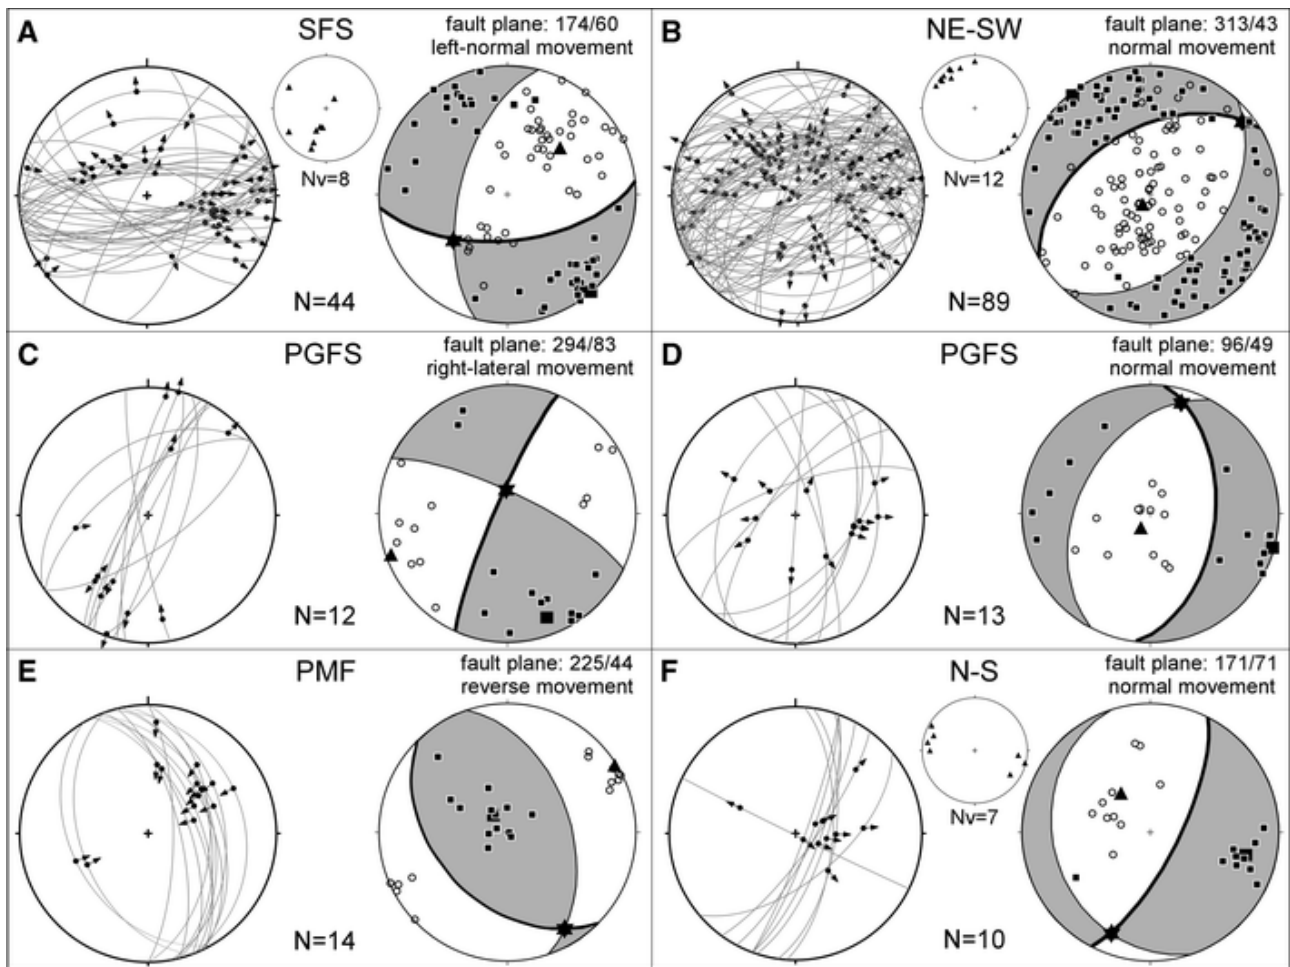 A
SFS
fault plane: 174/60
left-normal movement
Nv=8
N=44
B
NE-SW
fault plane: 313/43
normal movement
Nv=12
N=89
C
PGFS
fault plane: 294/83
right-lateral movement
N=12
D
PGFS
fault plane: 96/49
normal movement
N=13
E
PMF
fault plane: 225/44
reverse movement
N=14
F
N-S
fault plane: 171/71
normal movement
Nv=7
N=10